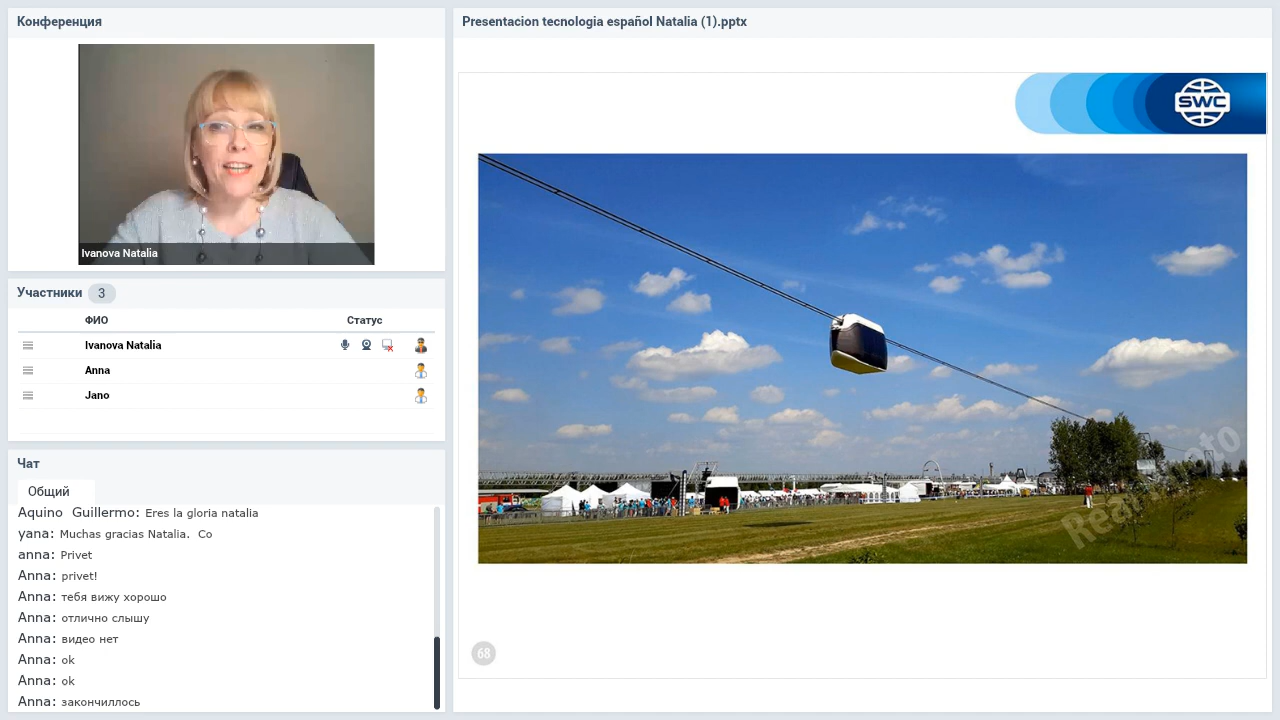 Конференция
Ivanova Natalia
Участники 3
ФИО Статус
Ivanova Natalia
Anna
Jano
Чат
Общий
Aquino Guillermo: Eres la gloria natalia
yana: Muchas gracias Natalia. Co
anna: Privet
Anna: privet!
Anna: тебя вижу хорошо
Anna: отлично слышу
Anna: видео нет
Anna: ok
Anna: ok
Anna: закончиллось
Presentacion tecnologia español Natalia (1).pptx
SWC
Real Photo
68